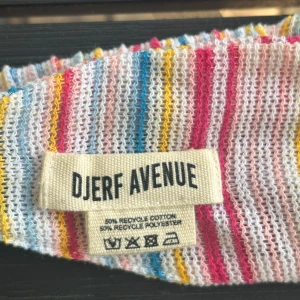 DJERF AVENUE
50% RECYCLE COTTON
50% RECYCLE POLYESTER